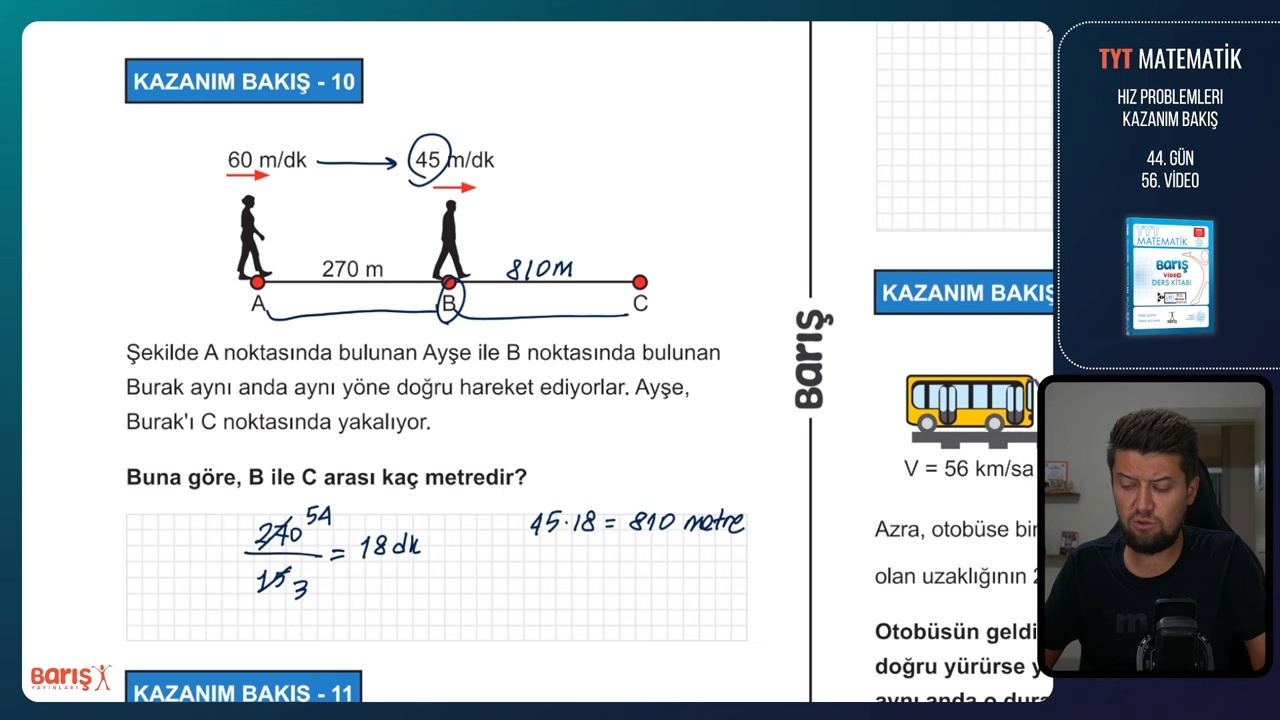 KAZANIM BAKIŞ - 10
60 m/dk
45 m/dk
270 m
810M
A
B
C
Şekilde A noktasında bulunan Ayşe ile B noktasında bulunan
Burak aynı anda aynı yöne doğru hareket ediyorlar. Ayşe,
Burak'ı C noktasında yakalıyor.
Buna göre, B ile C arası kaç metredir?
270 54
15 3
= 18 dk
45·18 = 810 metre
KAZANIM BAKIŞ - 11
Barış
YAYINLARI
Barış
KAZANIM BAKIŞ
V = 56 km/sa
Azra, otobüse bir
olan uzaklığının 2
Otobüsün geldi
doğru yürürse y
aynı anda o dura
TYT MATEMATİK
HIZ PROBLEMLERI
KAZANIM BAKIŞ
44. GÜN
56. VİDEO
TYT
MATEMATİK
Barış
VİDEO
DERS KİTABI